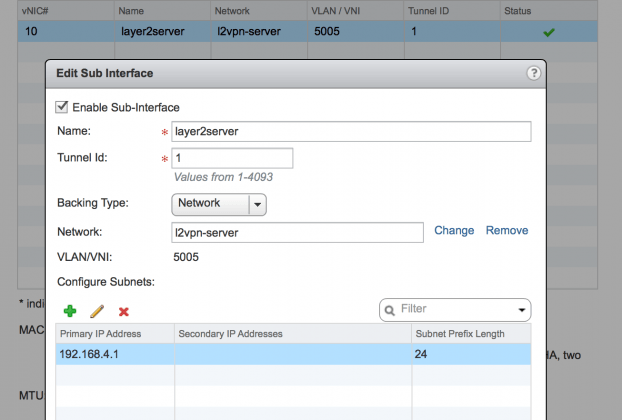 vNIC# Name Network VLAN / VNI Tunnel ID Status
10 layer2server l2vpn-server 5005 1
Edit Sub Interface ?
Enable Sub-Interface
Name: * layer2server
Tunnel Id: * 1
Values from 1-4093
Backing Type: Network
Network: l2vpn-server Change Remove
VLAN/VNI: 5005
Configure Subnets:
* indi
Filter
MAC
Primary IP Address Secondary IP Addresses Subnet Prefix Length
192.168.4.1 24
HA, two
MTU